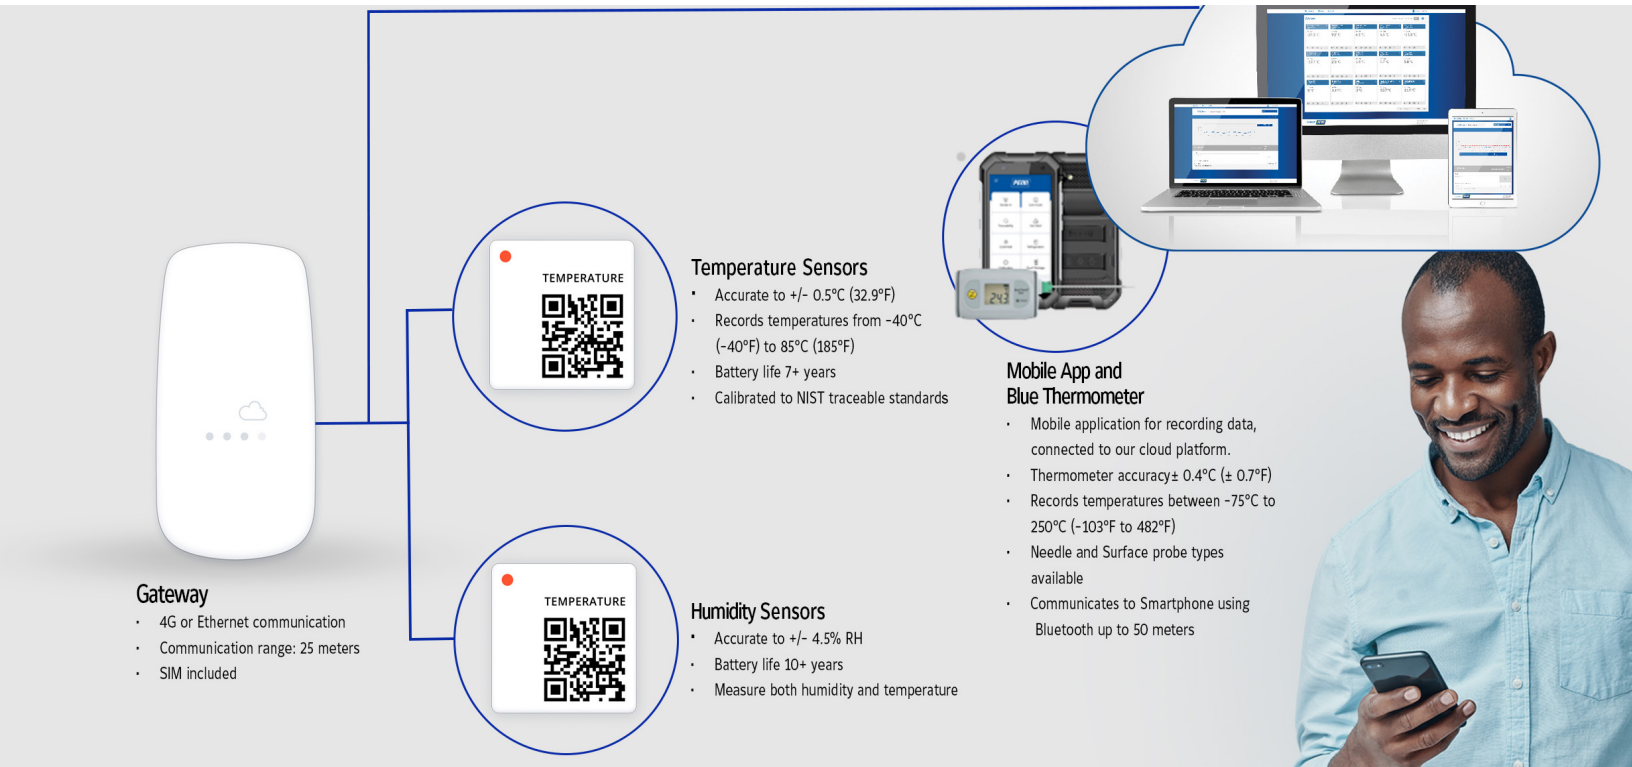 TEMPERATURE
Temperature Sensors
· Accurate to +/- 0.5°C (32.9°F)
· Records temperatures from -40°C
(-40°F) to 85°C (185°F)
· Battery life 7+ years
· Calibrated to NIST traceable standards
Mobile App and
Blue Thermometer
· Mobile application for recording data,
connected to our cloud platform.
· Thermometer accuracy± 0.4°C (± 0.7°F)
· Records temperatures between -75°C to
250°C (-103°F to 482°F)
· Needle and Surface probe types
available
· Communicates to Smartphone using
Bluetooth up to 50 meters
Gateway
· 4G or Ethernet communication
· Communication range: 25 meters
· SIM included
TEMPERATURE
Humidity Sensors
· Accurate to +/- 4.5% RH
· Battery life 10+ years
· Measure both humidity and temperature
24.3